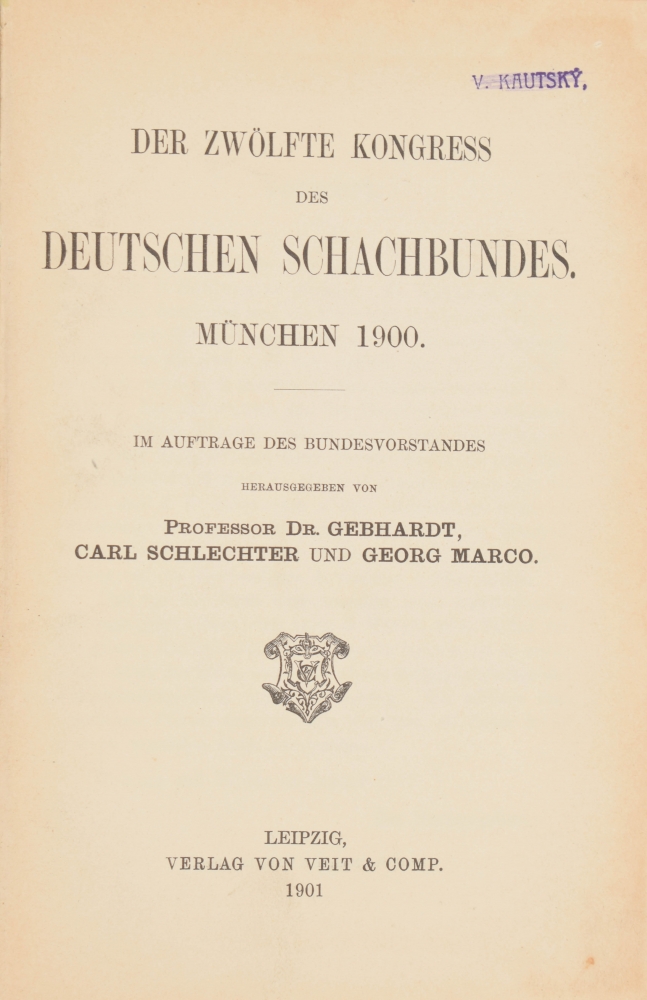 V. KAUTSKÝ,
DER ZWÖLFTE KONGRESS
DES
DEUTSCHEN SCHACHBUNDES.
MÜNCHEN 1900.
IM AUFTRAGE DES BUNDESVORSTANDES
HERAUSGEGEBEN VON
PROFESSOR DR. GEBHARDT,
CARL SCHLECHTER UND GEORG MARCO.
LEIPZIG,
VERLAG VON VEIT & COMP.
1901